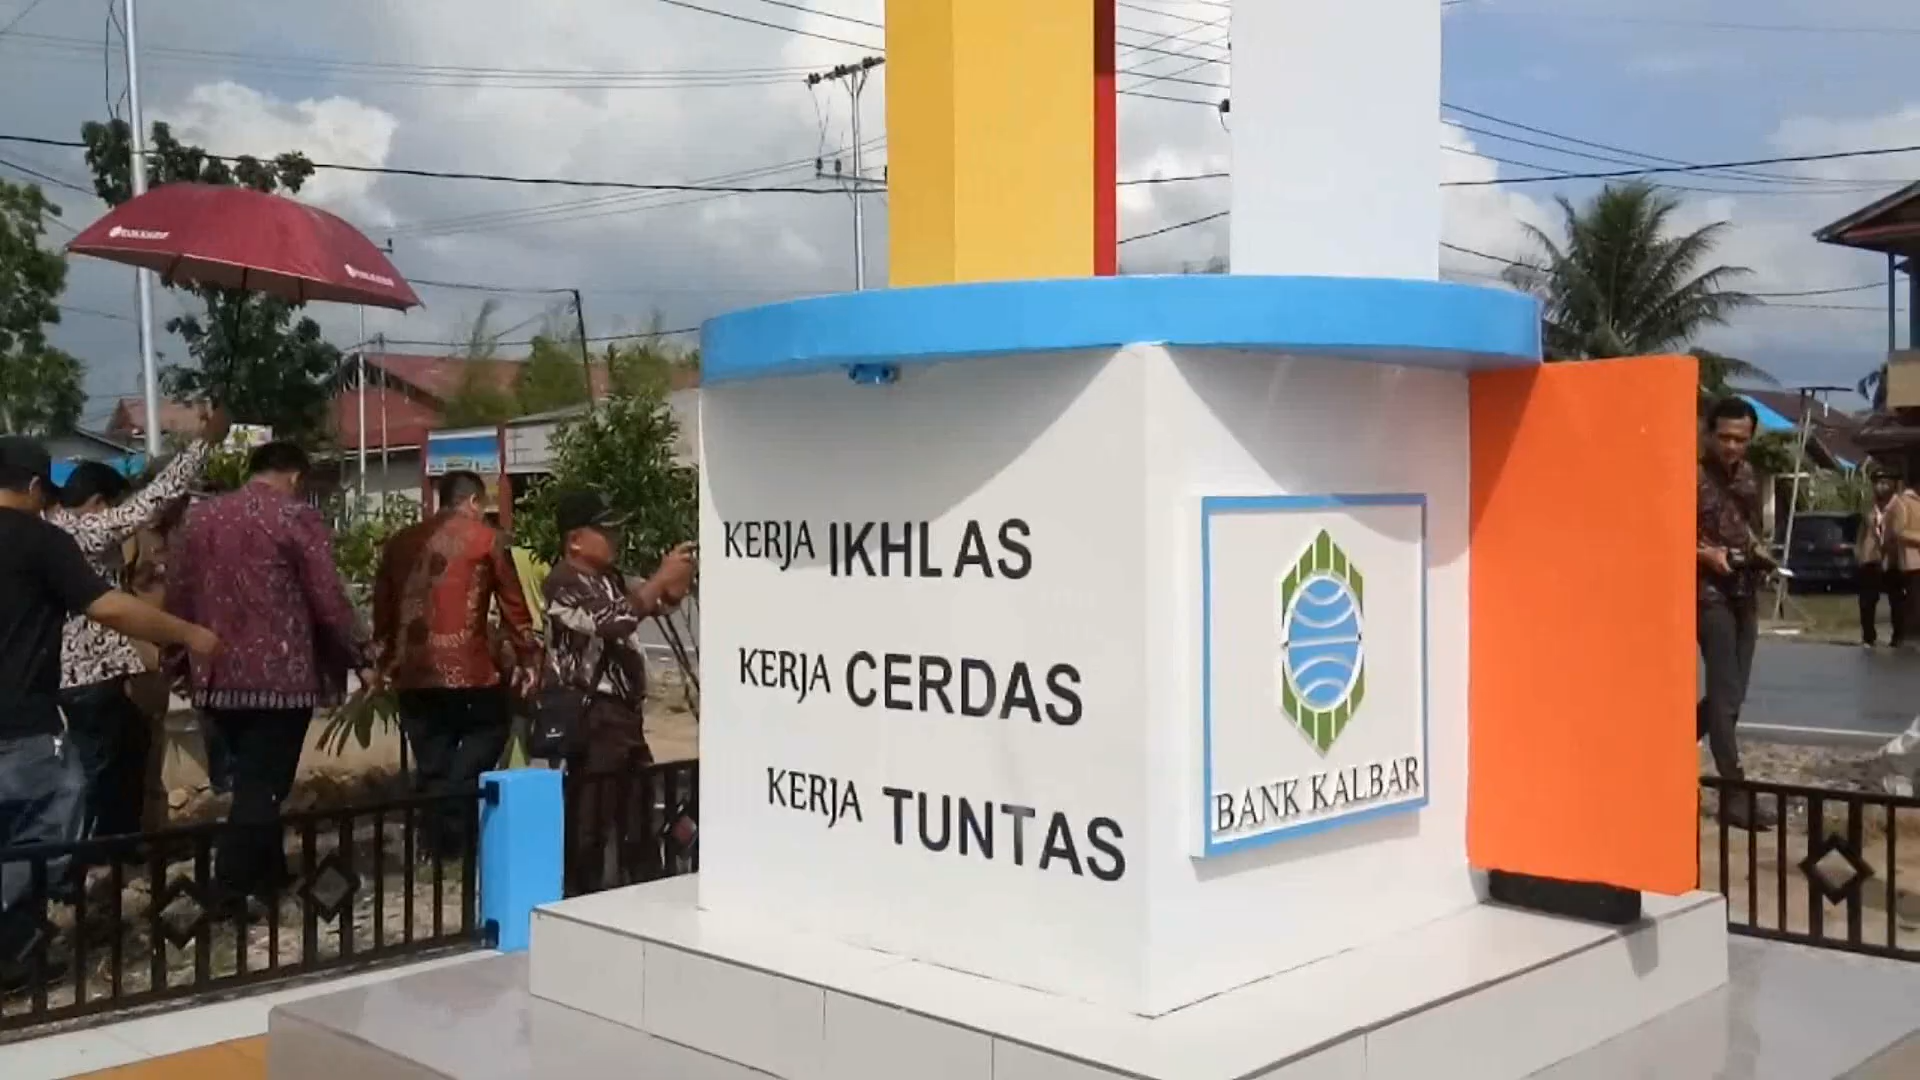 KERJA IKHLAS
KERJA CERDAS
KERJA TUNTAS
BANK KALBAR